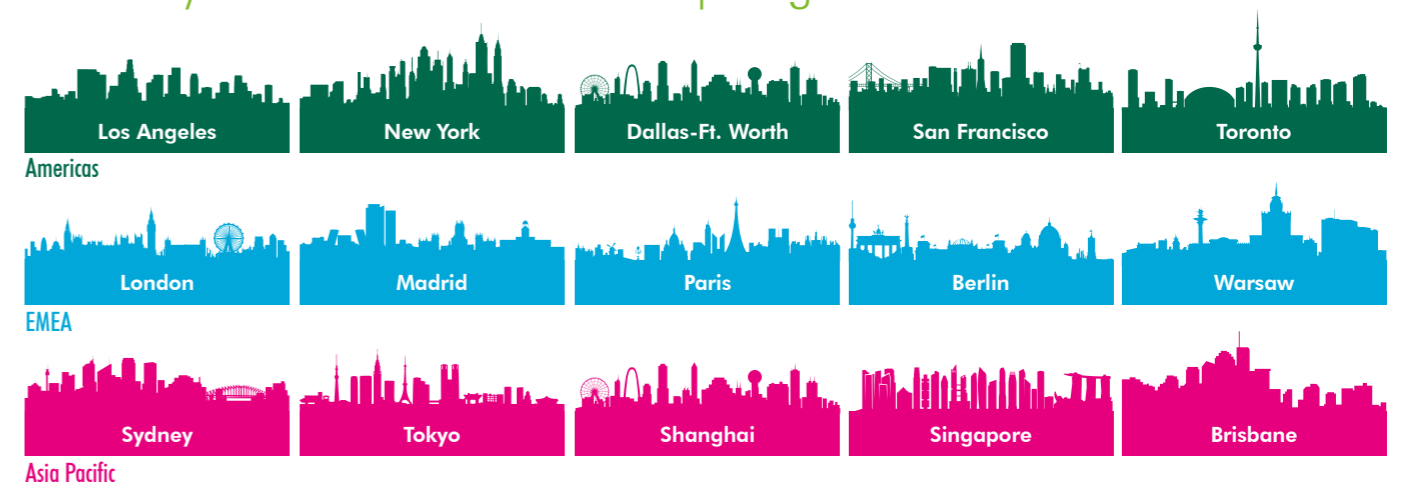 Los Angeles New York Dallas-Ft. Worth San Francisco Toronto
Americas
London Madrid Paris Berlin Warsaw
EMEA
Sydney Tokyo Shanghai Singapore Brisbane
Asia Pacific